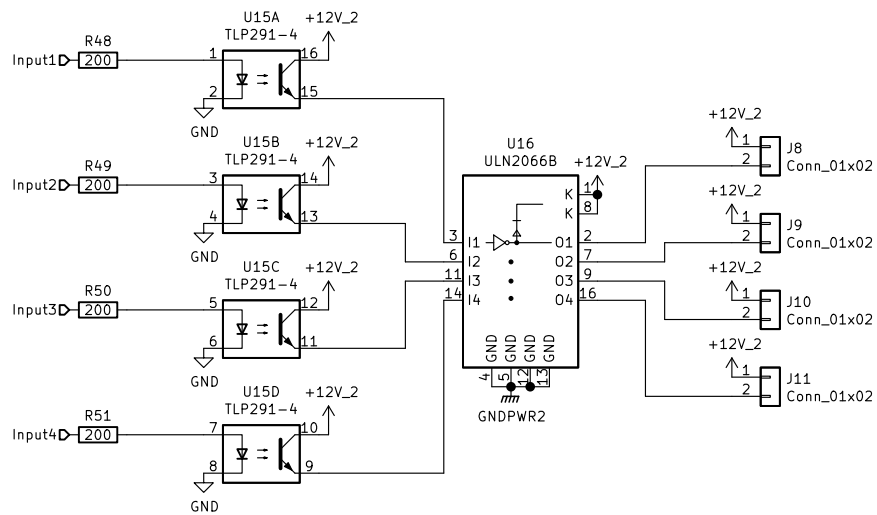 U15A
TLP291-4
+12V_2
R48
Input1
200
1
16
2
15
GND
U15B
TLP291-4
+12V_2
R49
Input2
200
3
14
4
13
GND
U15C
TLP291-4
+12V_2
R50
Input3
200
5
12
6
11
GND
U15D
TLP291-4
+12V_2
R51
Input4
200
7
10
8
9
GND
U16
ULN2066B
+12V_2
K 1
K 8
3 I1
O1 2
6 I2
O2 7
11 I3
O3 9
14 I4
O4 16
GND GND GND GND
4 5 12 13
GNDPWR2
+12V_2
1
2
J8
Conn_01x02
+12V_2
1
2
J9
Conn_01x02
+12V_2
1
2
J10
Conn_01x02
+12V_2
1
2
J11
Conn_01x02